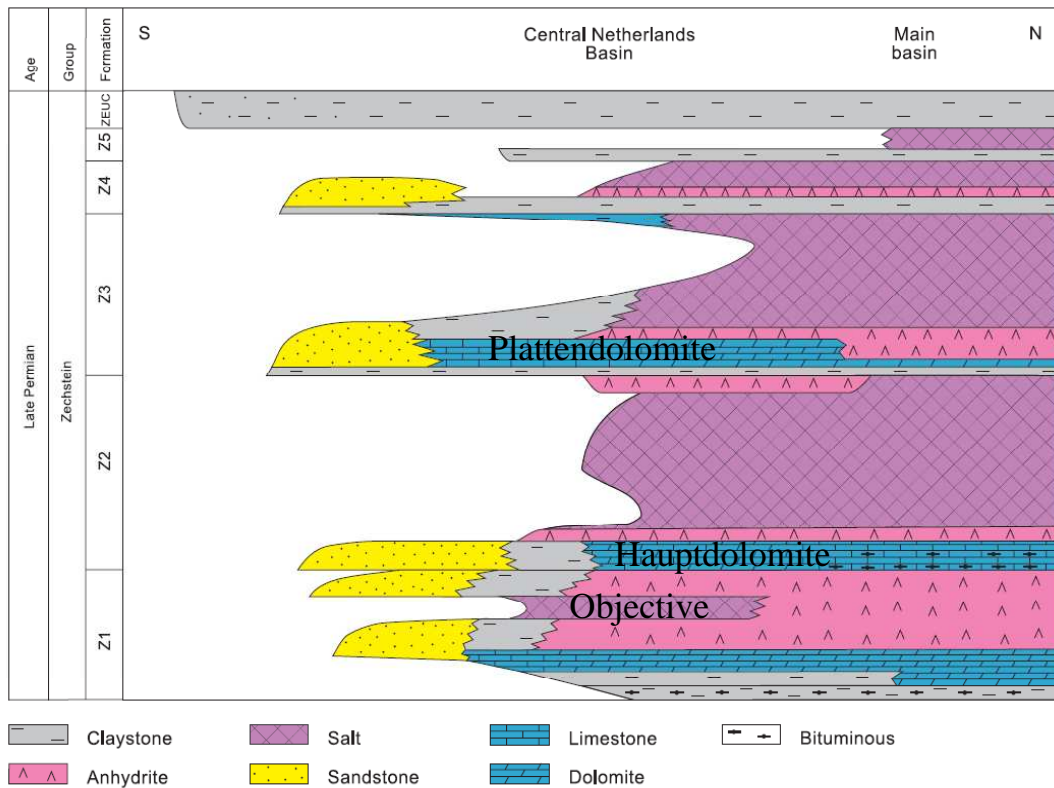 Age
Group
Formation
S
Central Netherlands
Basin
Main
basin
N
Late Permian
Zechstein
ZEUC
Z5
Z4
Z3
Z2
Z1
Plattendolomite
Hauptdolomite
Objective
Claystone
Salt
Limestone
Bituminous
Anhydrite
Sandstone
Dolomite